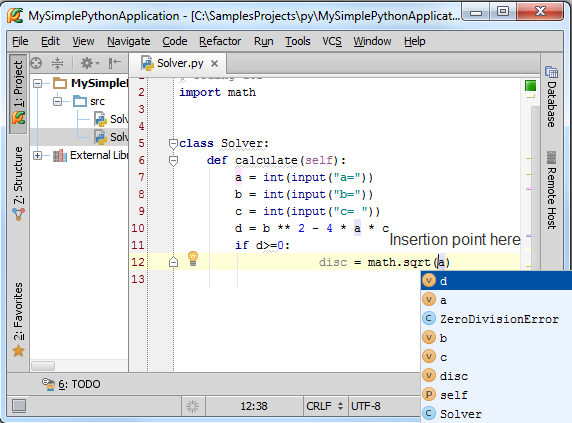 MySimplePythonApplication - [C:\SamplesProjects\py\MySimplePythonApplicat...
File Edit View Navigate Code Refactor Run Tools VCS Window Help
Solver.py
1: Project
7: Structure
2: Favorites
MySimple
src
Solv
Solv
External Libr
1
2 import math
3
4
5 class Solver:
6 def calculate(self):
7 a = int(input("a="))
8 b = int(input("b="))
9 c = int(input("c= "))
10 d = b ** 2 - 4 * a * c
Insertion point here
11 if d>=0:
12 disc = math.sqrt(a)
13
v d
v a
C ZeroDivisionError
v b
v c
v disc
P self
C Solver
Database
Remote Host
6: TODO
12:38 CRLF UTF-8